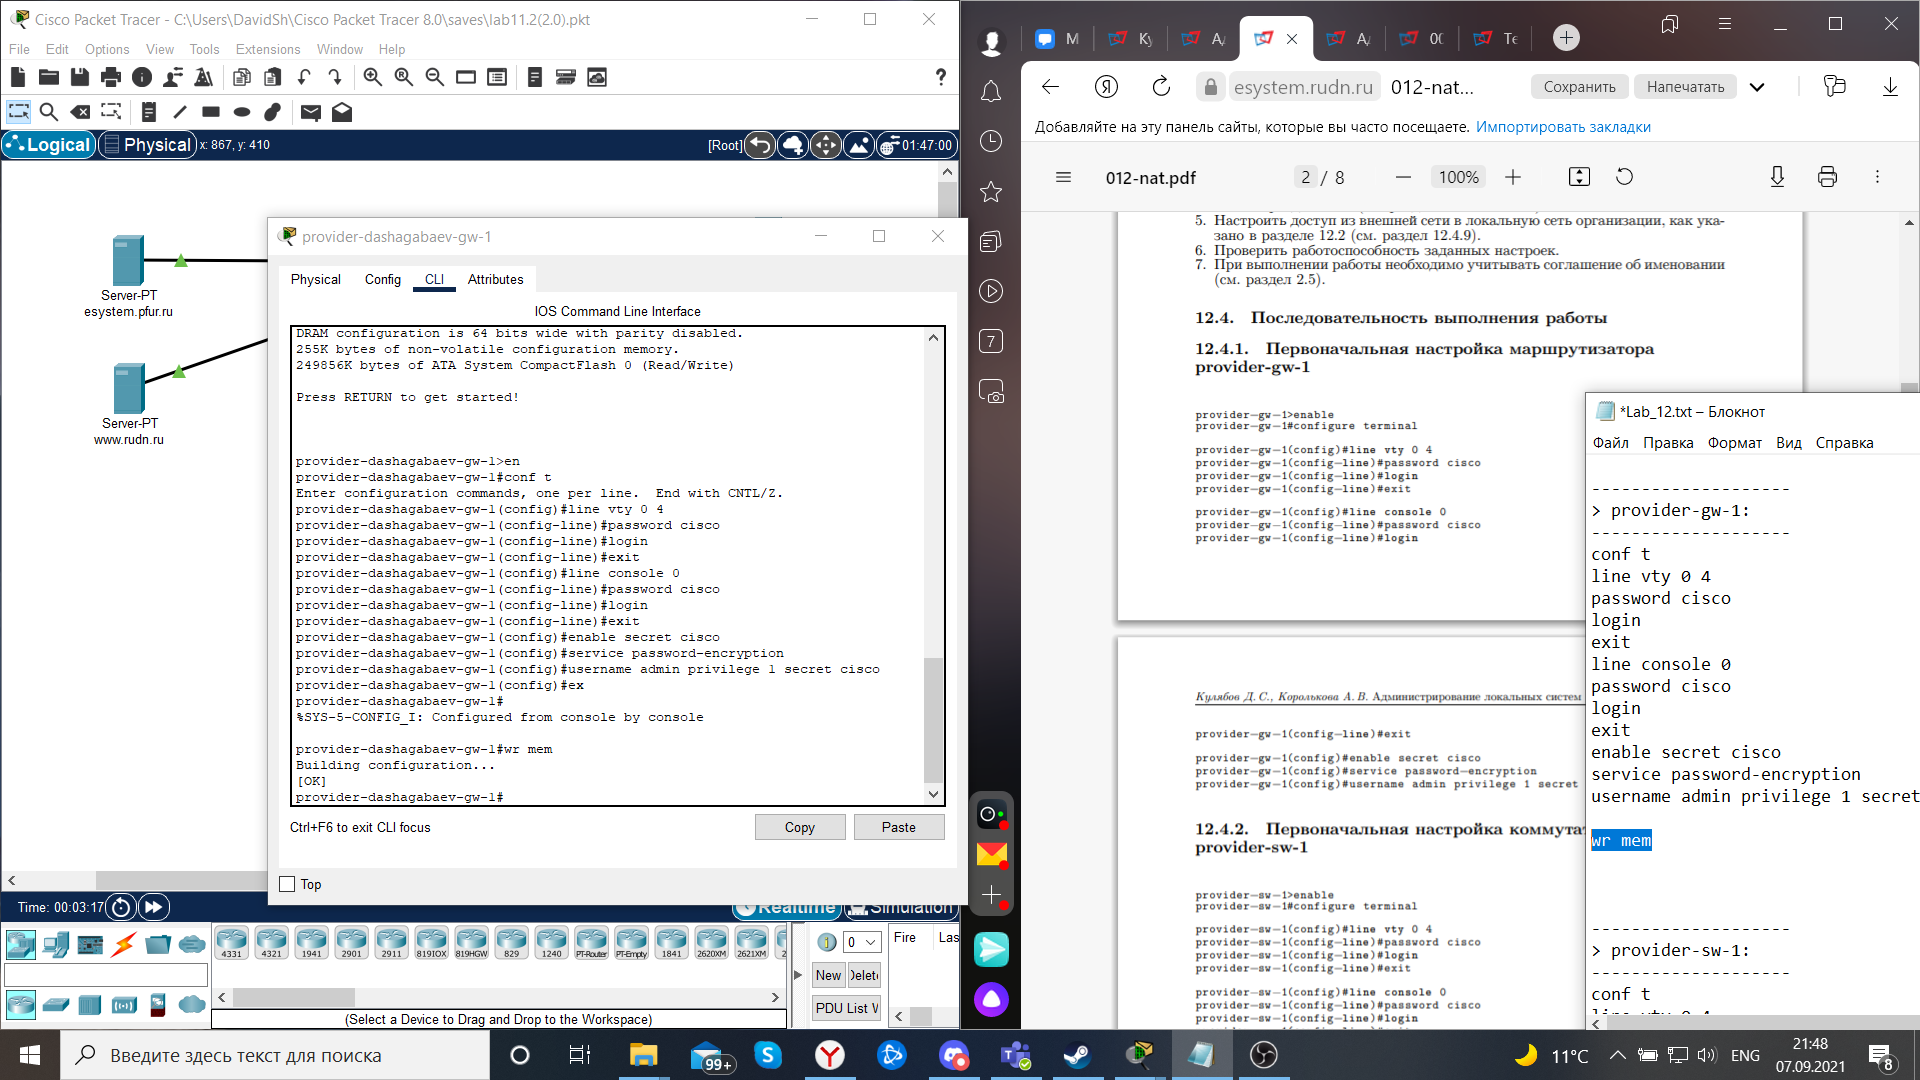 Cisco Packet Tracer - C:\Users\DavidSh\Cisco Packet Tracer 8.0\saves\lab11.2(2.0).pkt
File Edit Options View Tools Extensions Window Help
Logical Physical x: 867, y: 410 [Root] 01:47:00
Server-PT
esystem.pfur.ru
Server-PT
www.rudn.ru
provider-dashagabaev-gw-1
Physical Config CLI Attributes
IOS Command Line Interface
DRAM configuration is 64 bits wide with parity disabled.
255K bytes of non-volatile configuration memory.
249856K bytes of ATA System CompactFlash 0 (Read/Write)
Press RETURN to get started!
provider-dashagabaev-gw-1>en
provider-dashagabaev-gw-1#conf t
Enter configuration commands, one per line. End with CNTL/Z.
provider-dashagabaev-gw-1(config)#line vty 0 4
provider-dashagabaev-gw-1(config-line)#password cisco
provider-dashagabaev-gw-1(config-line)#login
provider-dashagabaev-gw-1(config-line)#exit
provider-dashagabaev-gw-1(config)#line console 0
provider-dashagabaev-gw-1(config-line)#password cisco
provider-dashagabaev-gw-1(config-line)#login
provider-dashagabaev-gw-1(config-line)#exit
provider-dashagabaev-gw-1(config)#enable secret cisco
provider-dashagabaev-gw-1(config)#service password-encryption
provider-dashagabaev-gw-1(config)#username admin privilege 1 secret cisco
provider-dashagabaev-gw-1(config)#ex
provider-dashagabaev-gw-1#
%SYS-5-CONFIG_I: Configured from console by console
provider-dashagabaev-gw-1#wr mem
Building configuration...
[OK]
provider-dashagabaev-gw-1#
Ctrl+F6 to exit CLI focus
Copy Paste
Top
Time: 00:03:17
Realtime Simulation
4331 4321 1941 2901 2911 819IOX 819HGW 829 1240 PT-Router PT-Empty 1841 2620XM 2621XM
(Select a Device to Drag and Drop to the Workspace)
0
New Delete
PDU List W
Fire Las
M Ку А, А, 0( Те
esystem.rudn.ru 012-nat...
Сохранить Напечатать
Добавляйте на эту панель сайты, которые вы часто посещаете. Импортировать закладки
012-nat.pdf 2 / 8 100%
7
5. Настроить доступ из внешней сети в локальную сеть организации, как ука-
зано в разделе 12.2 (см. раздел 12.4.9).
6. Проверить работоспособность заданных настроек.
7. При выполнении работы необходимо учитывать соглашение об именовании
(см. раздел 2.5).
12.4. Последовательность выполнения работы
12.4.1. Первоначальная настройка маршрутизатора
provider-gw-1
provider-gw-1>enable
provider-gw-1#configure terminal
provider-gw-1(config)#line vty 0 4
provider-gw-1(config-line)#password cisco
provider-gw-1(config-line)#login
provider-gw-1(config-line)#exit
provider-gw-1(config)#line console 0
provider-gw-1(config-line)#password cisco
provider-gw-1(config-line)#login
Кулябов Д. С., Королькова А. В. Администрирование локальных систем
provider-gw-1(config-line)#exit
provider-gw-1(config)#enable secret cisco
provider-gw-1(config)#service password-encryption
provider-gw-1(config)#username admin privilege 1 secret
12.4.2. Первоначальная настройка коммута
provider-sw-1
provider-sw-1>enable
provider-sw-1#configure terminal
provider-sw-1(config)#line vty 0 4
provider-sw-1(config-line)#password cisco
provider-sw-1(config-line)#login
provider-sw-1(config-line)#exit
provider-sw-1(config)#line console 0
provider-sw-1(config-line)#password cisco
provider-sw-1(config-line)#login
*Lab_12.txt – Блокнот
Файл Правка Формат Вид Справка
--------------------
> provider-gw-1:
--------------------
conf t
line vty 0 4
password cisco
login
exit
line console 0
password cisco
login
exit
enable secret cisco
service password-encryption
username admin privilege 1 secret
wr mem
--------------------
> provider-sw-1:
--------------------
conf t
line vty 0 4
Введите здесь текст для поиска
99+
11°C ENG 21:48
07.09.2021
8